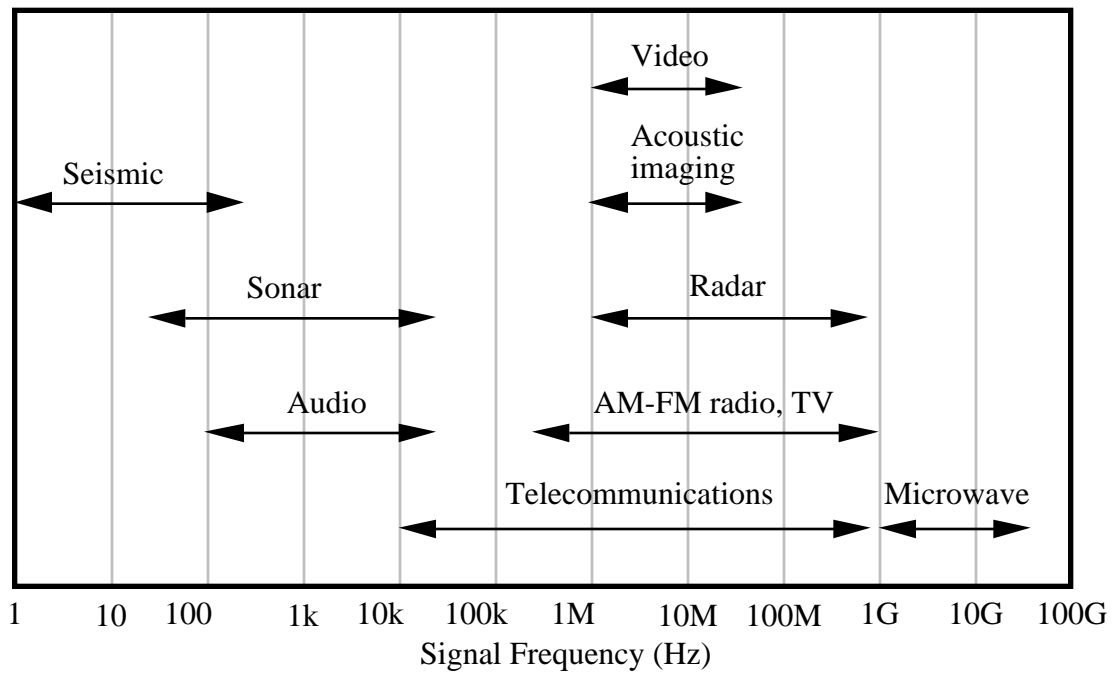 Video
Acoustic
imaging
Seismic
Sonar
Radar
Audio
AM-FM radio, TV
Telecommunications
Microwave
1 10 100 1k 10k 100k 1M 10M 100M 1G 10G 100G
Signal Frequency (Hz)